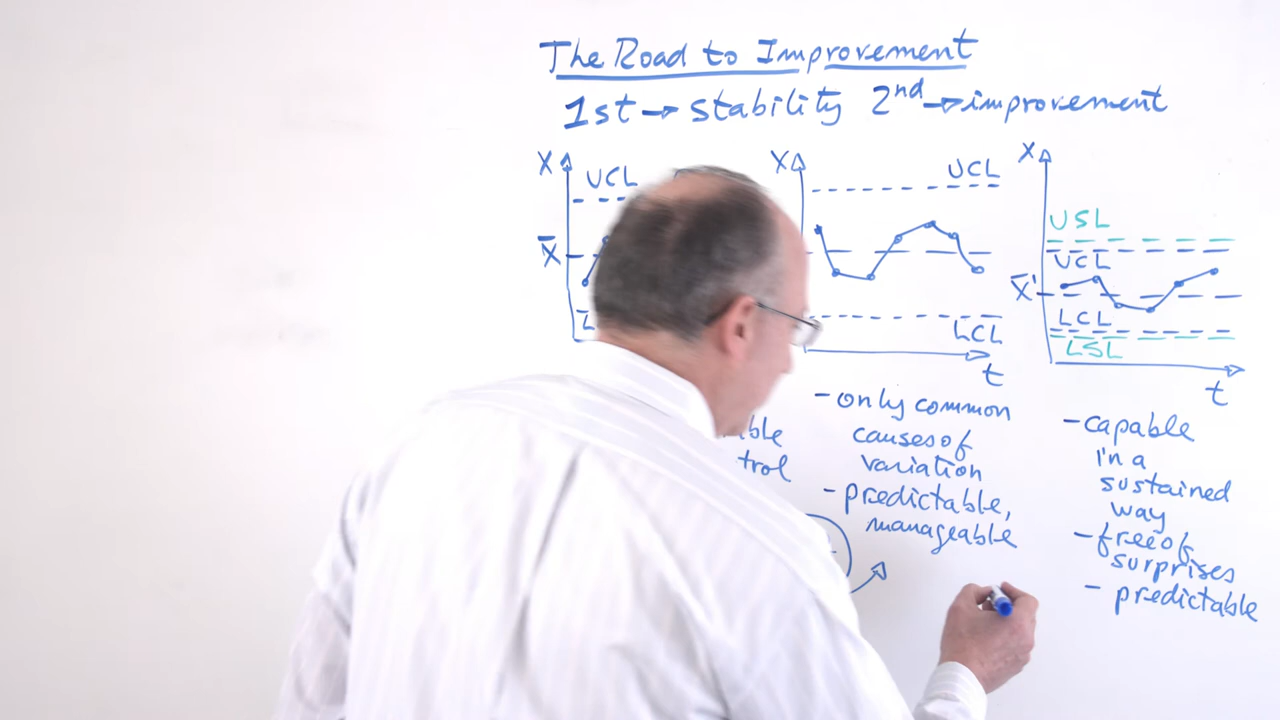 The Road to Improvement
1st → stability 2nd → improvement
X UCL
X̄
X UCL
LCL
t
X USL
UCL
X̄'
LCL
LSL
t
trol
- only common
causes of
variation
- predictable,
manageable
- capable
in a
sustained
way
- free of
surprises
- predictable